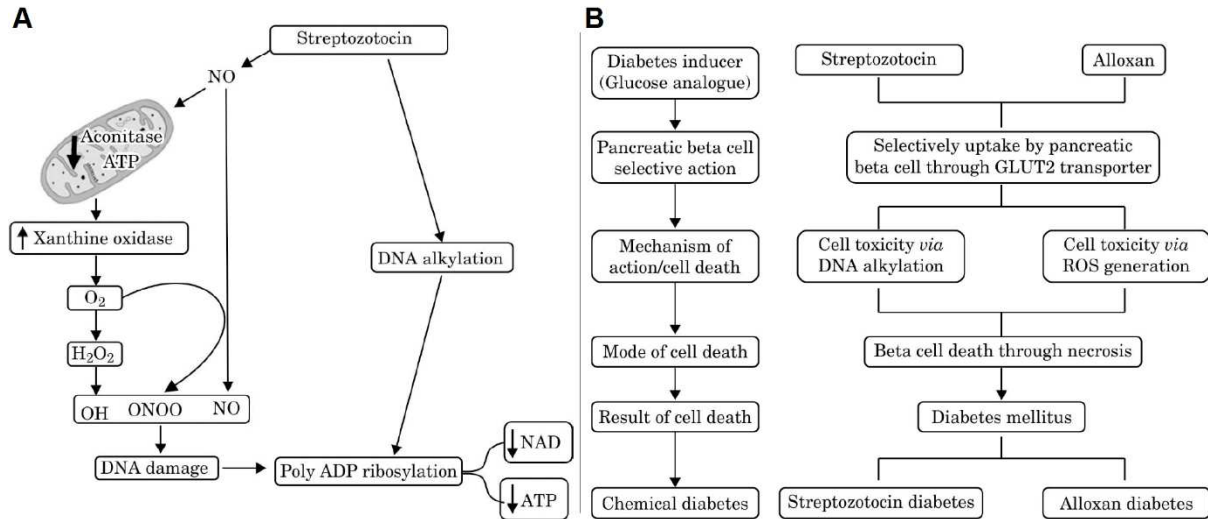 A
Streptozotocin
NO
Aconitase
ATP
Xanthine oxidase
O₂
H₂O₂
OH ONOO NO
DNA damage
DNA alkylation
Poly ADP ribosylation
NAD
ATP
B
Diabetes inducer
(Glucose analogue)
Pancreatic beta cell
selective action
Mechanism of
action/cell death
Mode of cell death
Result of cell death
Chemical diabetes
Streptozotocin
Alloxan
Selectively uptake by pancreatic
beta cell through GLUT2 transporter
Cell toxicity via
DNA alkylation
Cell toxicity via
ROS generation
Beta cell death through necrosis
Diabetes mellitus
Streptozotocin diabetes
Alloxan diabetes